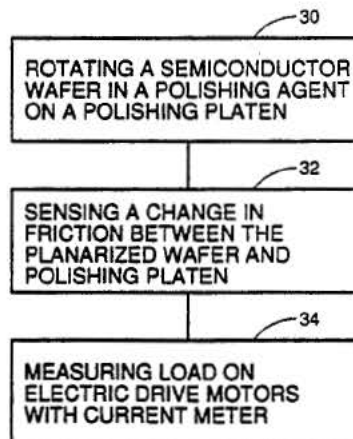 30
ROTATING A SEMICONDUCTOR
WAFER IN A POLISHING AGENT
ON A POLISHING PLATEN
32
SENSING A CHANGE IN
FRICTION BETWEEN THE
PLANARIZED WAFER AND
POLISHING PLATEN
34
MEASURING LOAD ON
ELECTRIC DRIVE MOTORS
WITH CURRENT METER